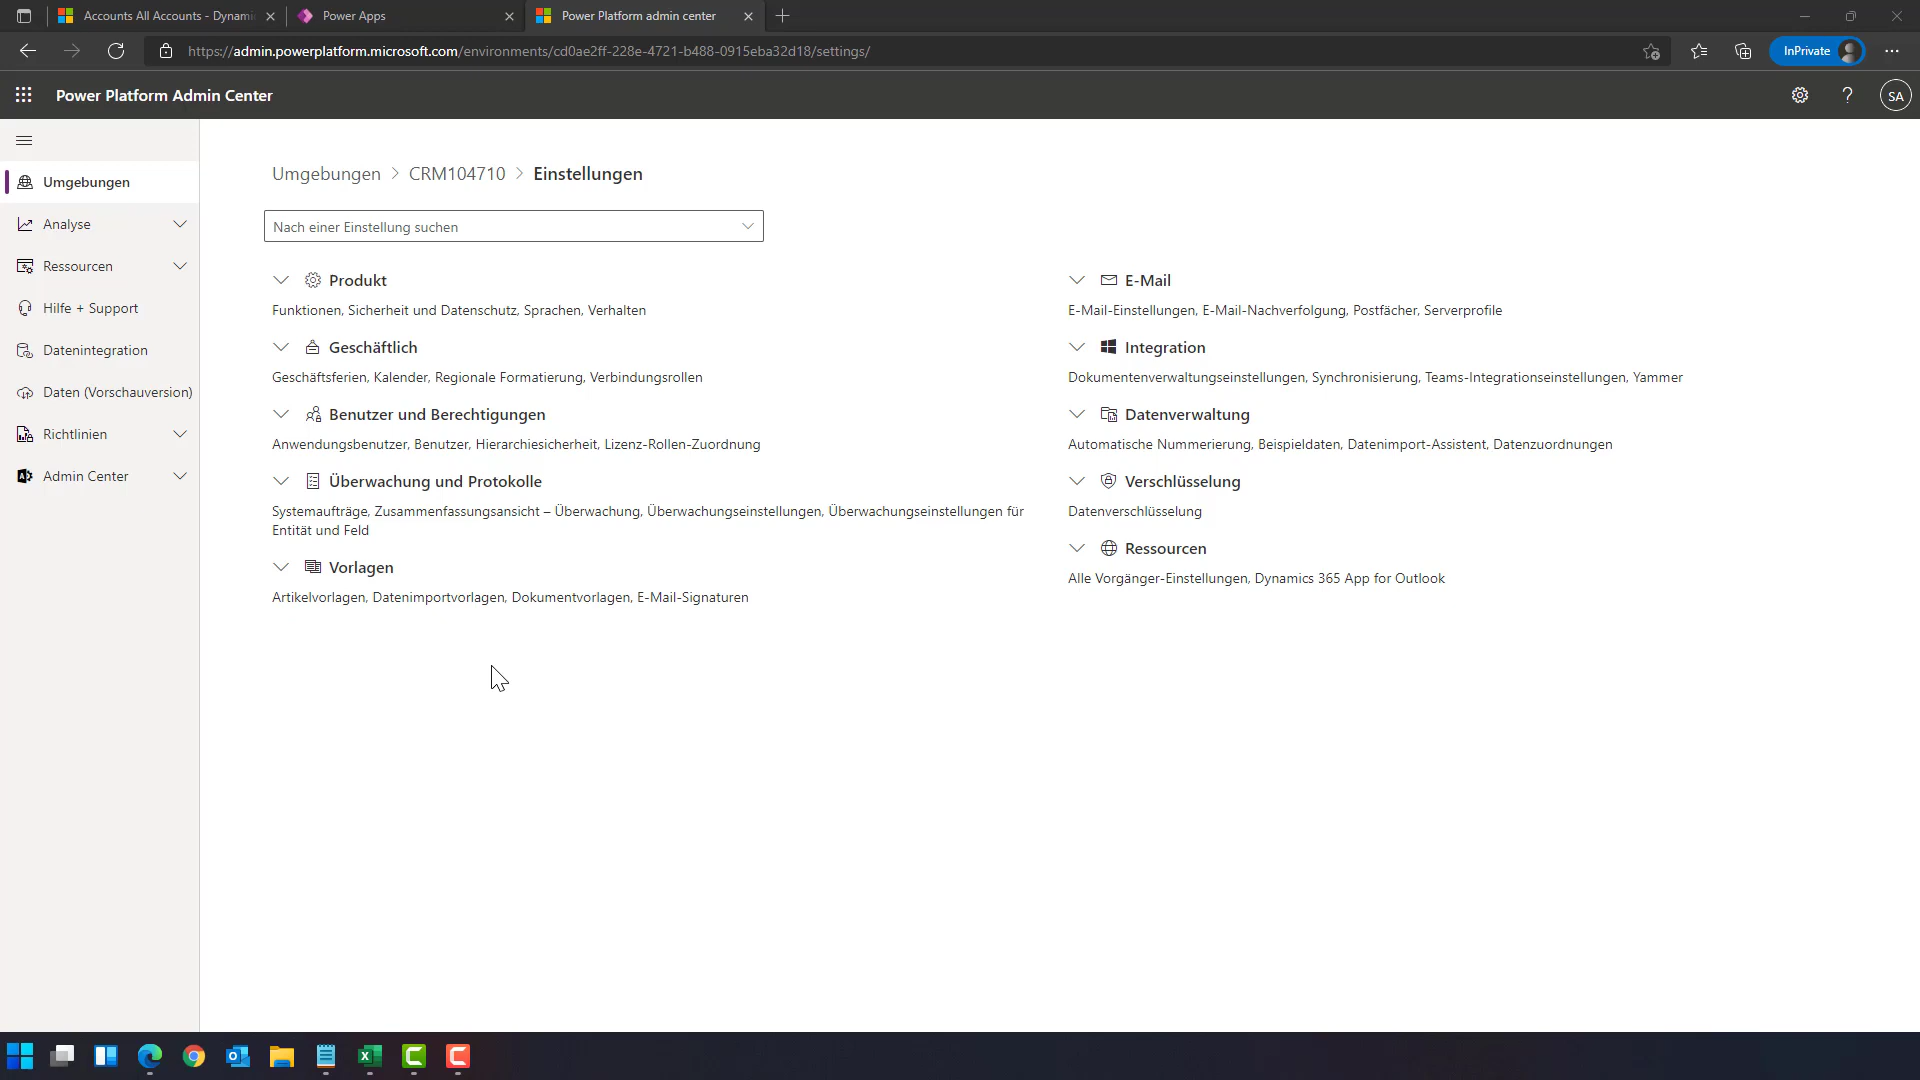 Accounts All Accounts - Dynami
Power Apps
Power Platform admin center
https://admin.powerplatform.microsoft.com/environments/cd0ae2ff-228e-4721-b488-0915eba32d18/settings/
InPrivate
Power Platform Admin Center
?
SA
Umgebungen
Analyse
Ressourcen
Hilfe + Support
Datenintegration
Daten (Vorschauversion)
Richtlinien
Admin Center
Umgebungen > CRM104710 > Einstellungen
Nach einer Einstellung suchen
Produkt
Funktionen, Sicherheit und Datenschutz, Sprachen, Verhalten
Geschäftlich
Geschäftsferien, Kalender, Regionale Formatierung, Verbindungsrollen
Benutzer und Berechtigungen
Anwendungsbenutzer, Benutzer, Hierarchiesicherheit, Lizenz-Rollen-Zuordnung
Überwachung und Protokolle
Systemaufträge, Zusammenfassungsansicht – Überwachung, Überwachungseinstellungen, Überwachungseinstellungen für
Entität und Feld
Vorlagen
Artikelvorlagen, Datenimportvorlagen, Dokumentvorlagen, E-Mail-Signaturen
E-Mail
E-Mail-Einstellungen, E-Mail-Nachverfolgung, Postfächer, Serverprofile
Integration
Dokumentenverwaltungseinstellungen, Synchronisierung, Teams-Integrationseinstellungen, Yammer
Datenverwaltung
Automatische Nummerierung, Beispieldaten, Datenimport-Assistent, Datenzuordnungen
Verschlüsselung
Datenverschlüsselung
Ressourcen
Alle Vorgänger-Einstellungen, Dynamics 365 App for Outlook